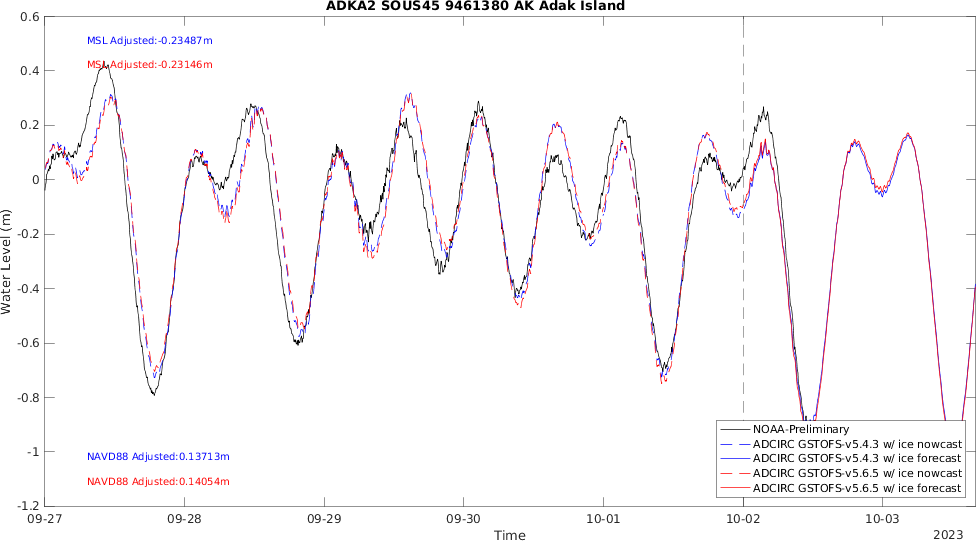 ADKA2 SOUS45 9461380 AK Adak Island
0.6
0.4
0.2
0
-0.2
-0.4
-0.6
-0.8
-1
-1.2
Water Level (m)
MSL Adjusted:-0.23487m
MSL Adjusted:-0.23146m
NAVD88 Adjusted:0.13713m
NAVD88 Adjusted:0.14054m
NOAA-Preliminary
ADCIRC GSTOFS-v5.4.3 w/ ice nowcast
ADCIRC GSTOFS-v5.4.3 w/ ice forecast
ADCIRC GSTOFS-v5.6.5 w/ ice nowcast
ADCIRC GSTOFS-v5.6.5 w/ ice forecast
09-27 09-28 09-29 09-30 10-01 10-02 10-03
Time
2023